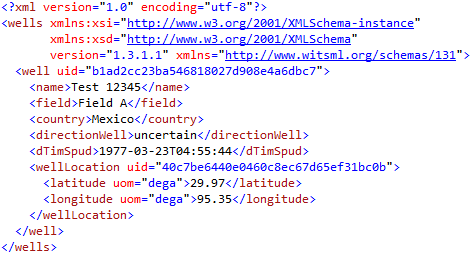 <?xml version="1.0" encoding="utf-8"?>
<wells xmlns:xsi="http://www.w3.org/2001/XMLSchema-instance"
xmlns:xsd="http://www.w3.org/2001/XMLSchema"
version="1.3.1.1" xmlns="http://www.witsml.org/schemas/131">
<well uid="b1ad2cc23ba546818027d908e4a6dbc7">
<name>Test 12345</name>
<field>Field A</field>
<country>Mexico</country>
<directionWell>uncertain</directionWell>
<dTimSpud>1977-03-23T04:55:44</dTimSpud>
<wellLocation uid="40c7be6440e0460c8ec67d65ef31bc0b">
<latitude uom="dega">29.97</latitude>
<longitude uom="dega">95.35</longitude>
</wellLocation>
</well>
</wells>